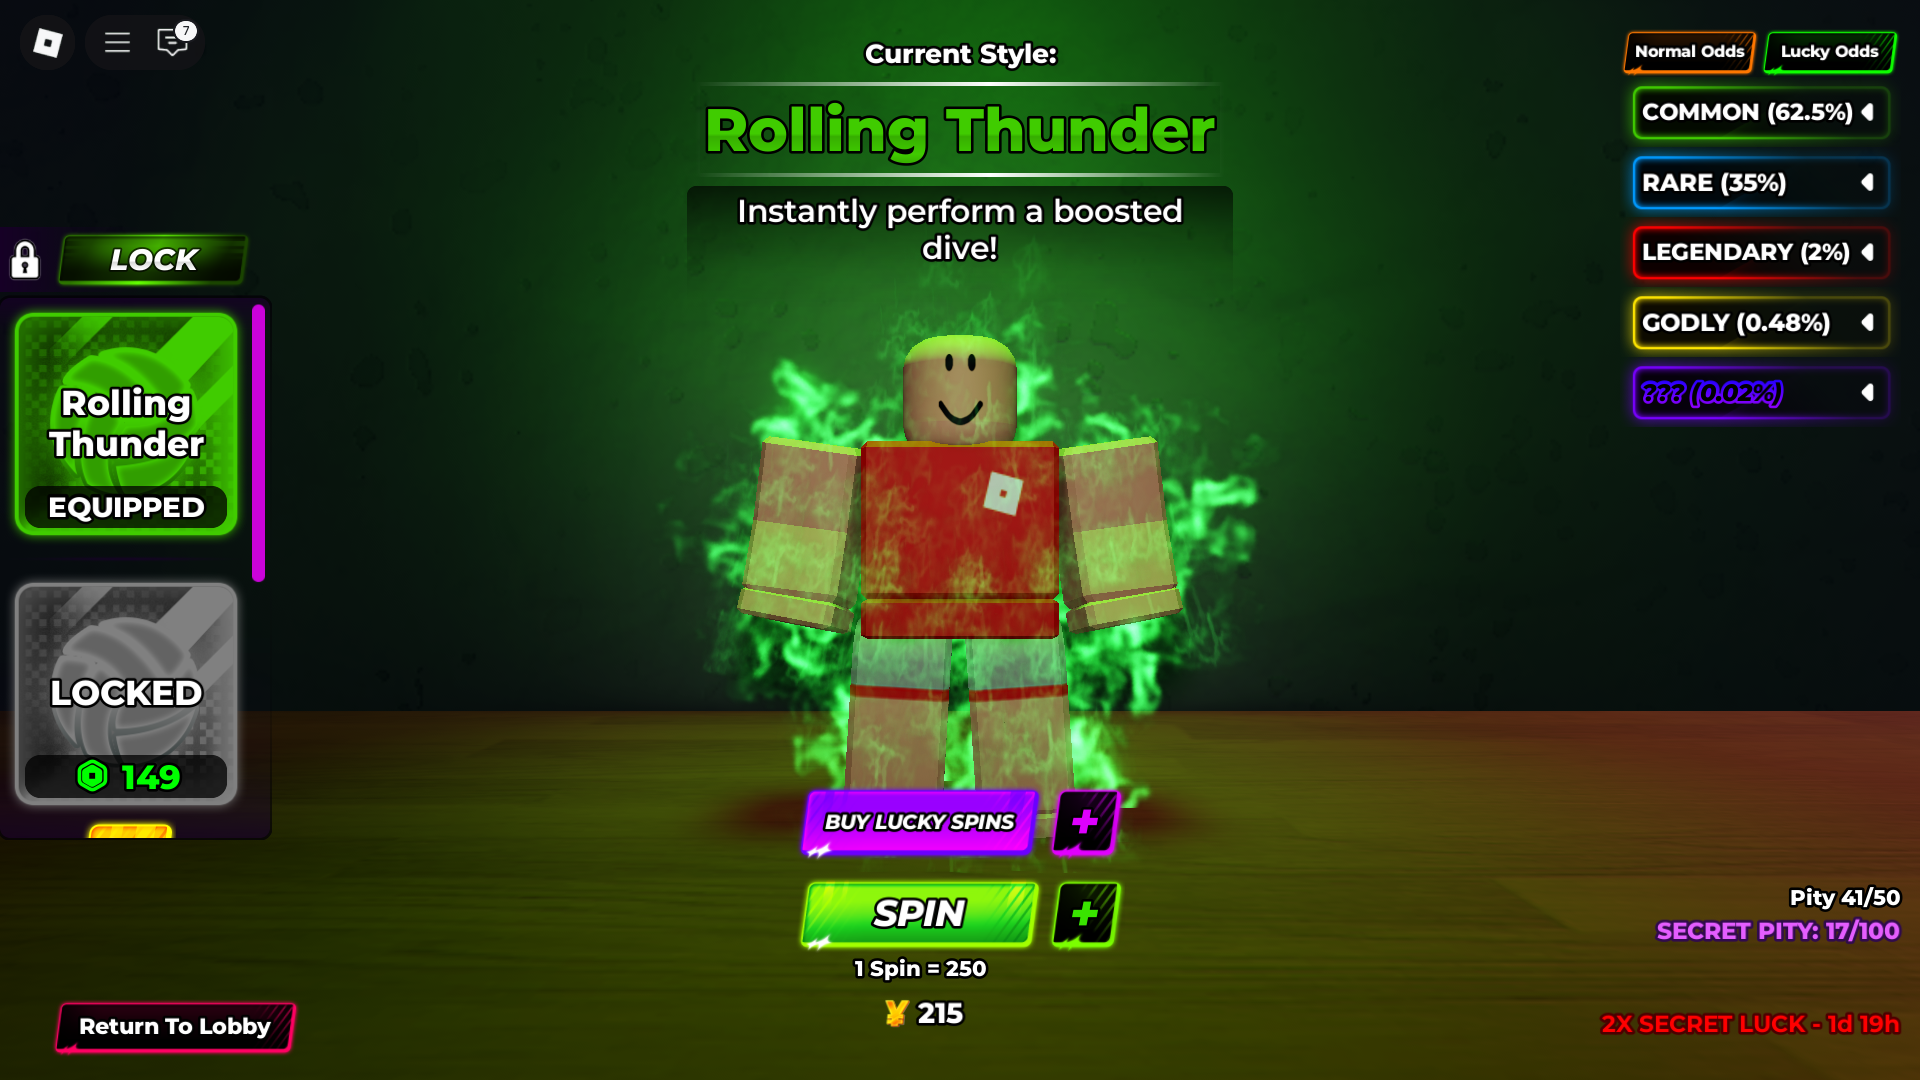 7
Current Style:
Rolling Thunder
Instantly perform a boosted
dive!
LOCK
Rolling
Thunder
EQUIPPED
LOCKED
149
Normal Odds
Lucky Odds
COMMON (62.5%)
RARE (35%)
LEGENDARY (2%)
GODLY (0.48%)
??? (0.02%)
BUY LUCKY SPINS
+
SPIN
+
1 Spin = 250
¥ 215
Return To Lobby
Pity 41/50
SECRET PITY: 17/100
2X SECRET LUCK - 1d 19h